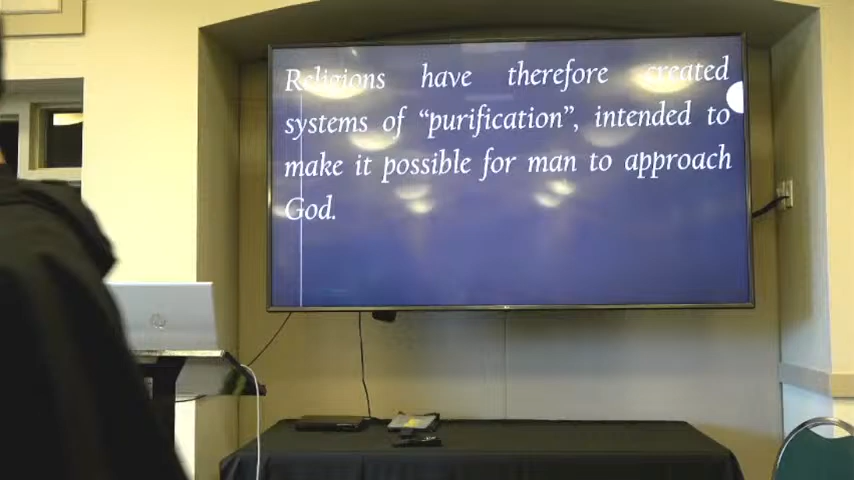 Religions have therefore created
systems of “purification”, intended to
make it possible for man to approach
God.